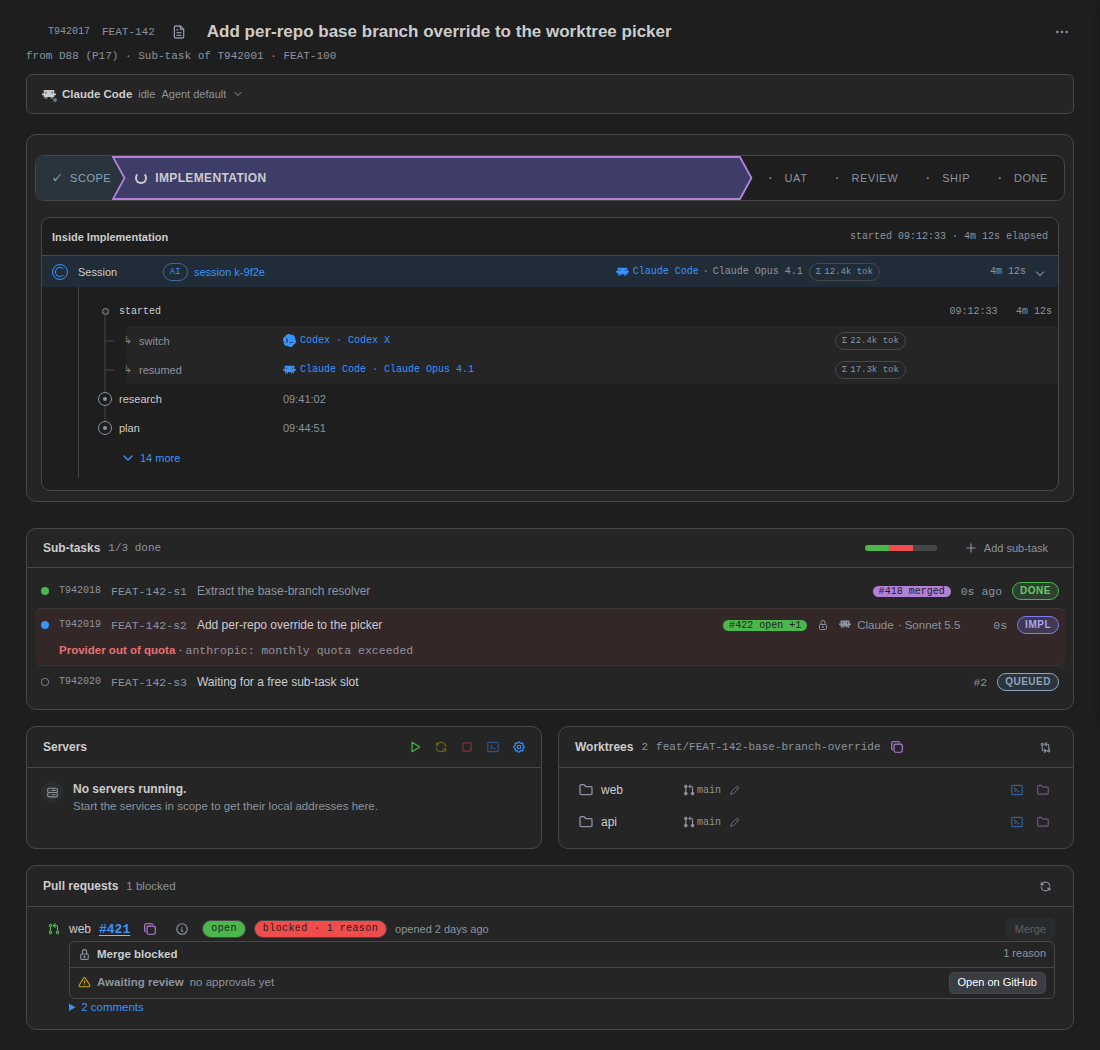 T942017 FEAT-142 Add per-repo base branch override to the worktree picker
from D88 (P17) · Sub-task of T942001 · FEAT-100
Claude Code idle Agent default
SCOPE IMPLEMENTATION · UAT · REVIEW · SHIP · DONE
Inside Implementation started 09:12:33 · 4m 12s elapsed
Session AI session k-9f2e Claude Code · Claude Opus 4.1 Σ 12.4k tok 4m 12s
started 09:12:33 4m 12s
↳ switch Codex · Codex X Σ 22.4k tok
↳ resumed Claude Code · Claude Opus 4.1 Σ 17.3k tok
research 09:41:02
plan 09:44:51
14 more
Sub-tasks 1/3 done + Add sub-task
T942018 FEAT-142-s1 Extract the base-branch resolver #418 merged 0s ago DONE
T942019 FEAT-142-s2 Add per-repo override to the picker #422 open +1 Claude · Sonnet 5.5 0s IMPL
Provider out of quota · anthropic: monthly quota exceeded
T942020 FEAT-142-s3 Waiting for a free sub-task slot #2 QUEUED
Servers
No servers running.
Start the services in scope to get their local addresses here.
Worktrees 2 feat/FEAT-142-base-branch-override
web main
api main
Pull requests 1 blocked
web #421 open blocked · 1 reason opened 2 days ago Merge
Merge blocked 1 reason
Awaiting review no approvals yet Open on GitHub
2 comments